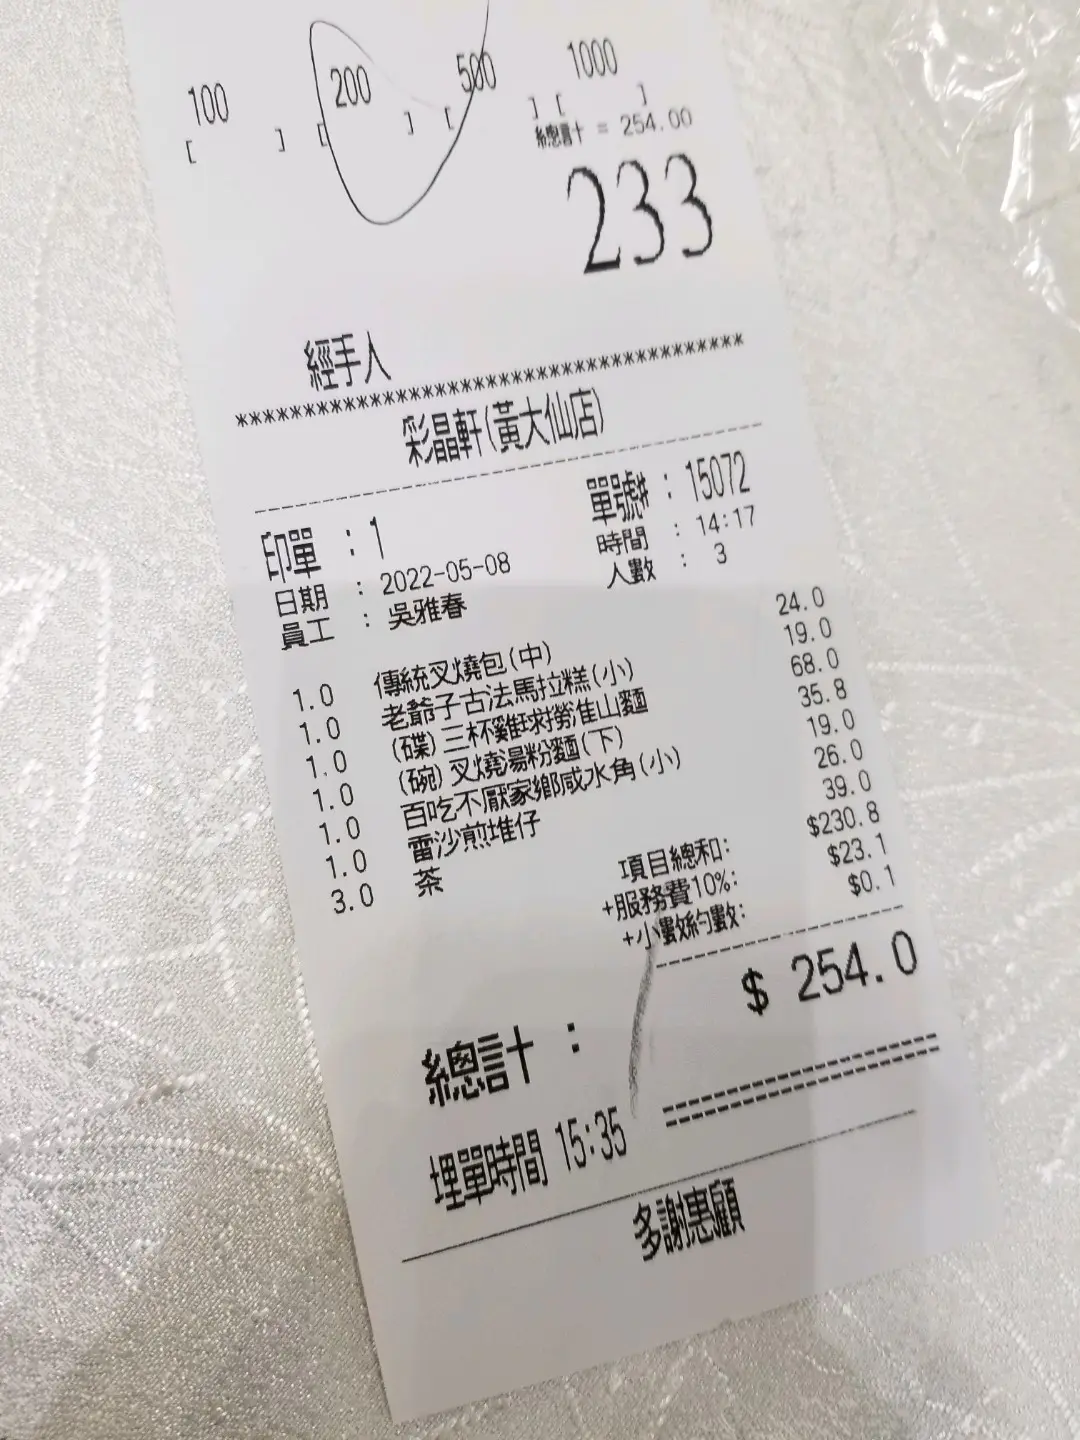 100 200 500 1000
[ ] [ ] [ ] [ ]
總計 = 254.00
233
經手人
****************************************
彩晶軒(黃大仙店)
印單 : 1 單號# : 15072
日期 : 2022-05-08 時間 : 14:17
員工 : 吳雅春 人數 : 3
1.0 傳統叉燒包(中) 24.0
1.0 老爺子古法馬拉糕(小) 19.0
1.0 (碟)三杯雞球撈淮山麵 68.0
1.0 (碗)叉燒湯粉麵(下) 35.8
1.0 百吃不厭家鄉咸水角(小) 19.0
1.0 雷沙煎堆仔 26.0
3.0 茶 39.0
項目總和: $230.8
+服務費10%: $23.1
+小數約數: $0.1
總計 : $ 254.0
埋單時間 15:35
多謝惠顧